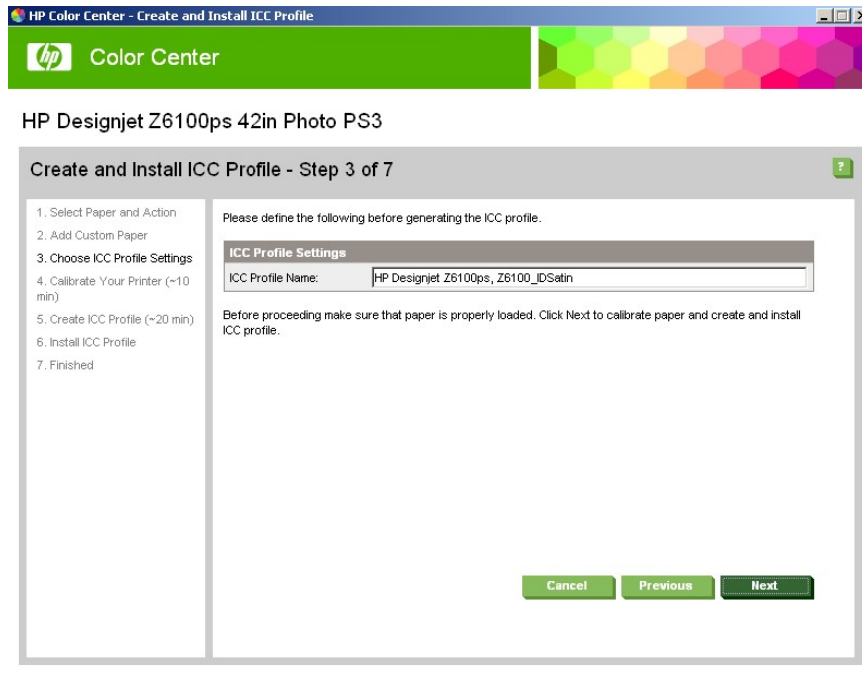 HP Color Center - Create and Install ICC Profile
hp Color Center
HP Designjet Z6100ps 42in Photo PS3
Create and Install ICC Profile - Step 3 of 7
?
1. Select Paper and Action
2. Add Custom Paper
3. Choose ICC Profile Settings
4. Calibrate Your Printer (~10
min)
5. Create ICC Profile (~20 min)
6. Install ICC Profile
7. Finished
Please define the following before generating the ICC profile.
ICC Profile Settings
ICC Profile Name: HP Designjet Z6100ps, Z6100_IDSatin
Before proceeding make sure that paper is properly loaded. Click Next to calibrate paper and create and install
ICC profile.
Cancel Previous Next